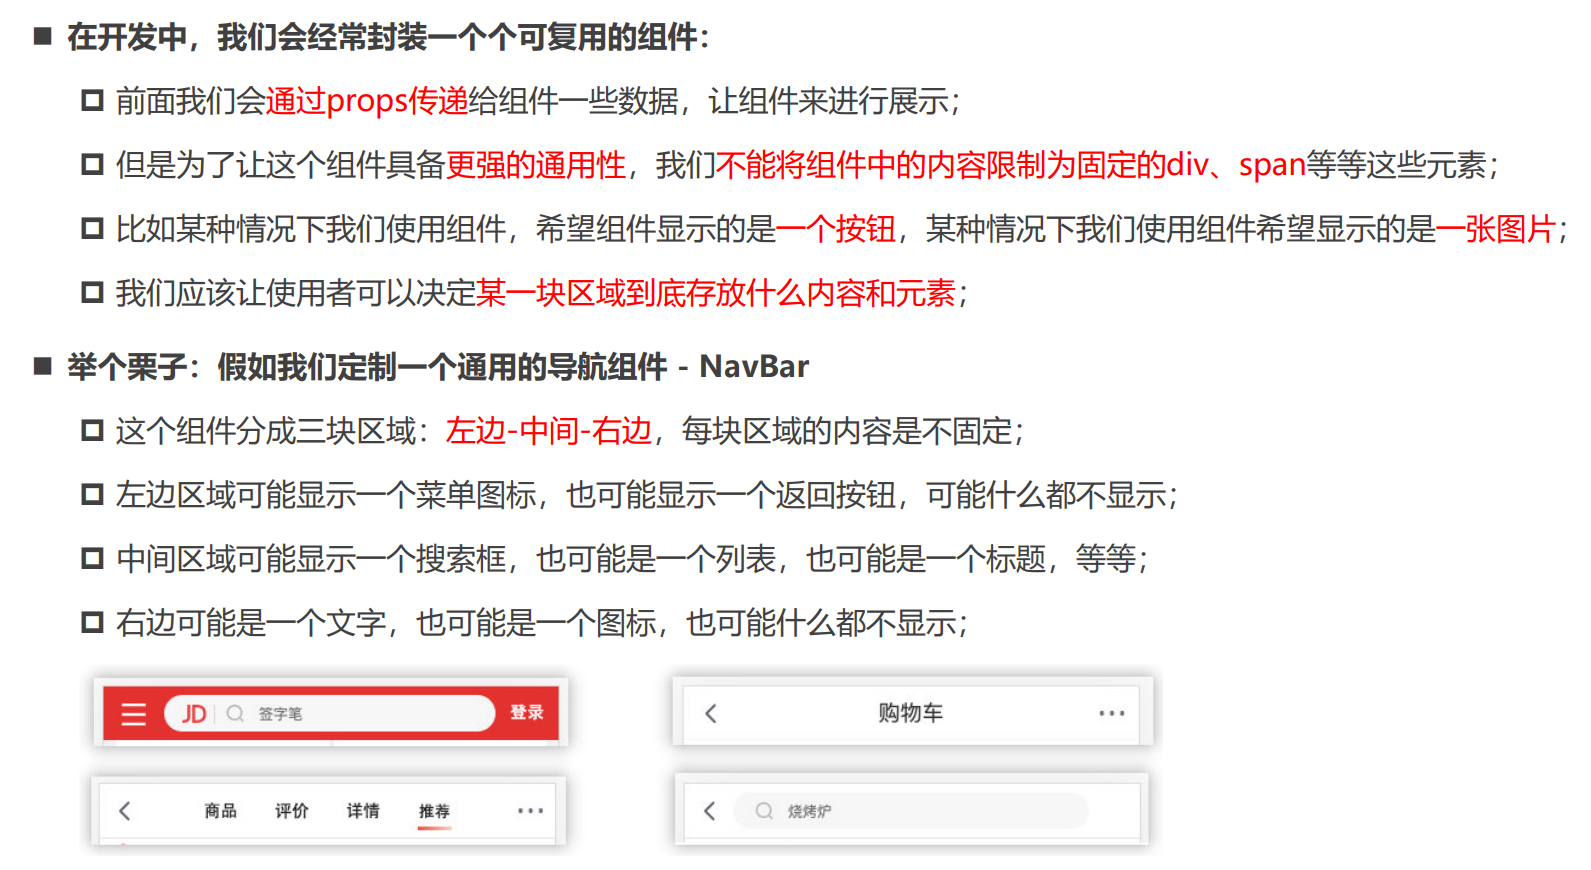 在开发中，我们会经常封装一个个可复用的组件：
前面我们会通过props传递给组件一些数据，让组件来进行展示；
但是为了让这个组件具备更强的通用性，我们不能将组件中的内容限制为固定的div、span等等这些元素；
比如某种情况下我们使用组件，希望组件显示的是一个按钮，某种情况下我们使用组件希望显示的是一张图片；
我们应该让使用者可以决定某一块区域到底存放什么内容和元素；
举个栗子：假如我们定制一个通用的导航组件 - NavBar
这个组件分成三块区域：左边-中间-右边，每块区域的内容是不固定；
左边区域可能显示一个菜单图标，也可能显示一个返回按钮，可能什么都不显示；
中间区域可能显示一个搜索框，也可能是一个列表，也可能是一个标题，等等；
右边可能是一个文字，也可能是一个图标，也可能什么都不显示；
JD 签字笔 登录
购物车
商品 评价 详情 推荐
烧烤炉